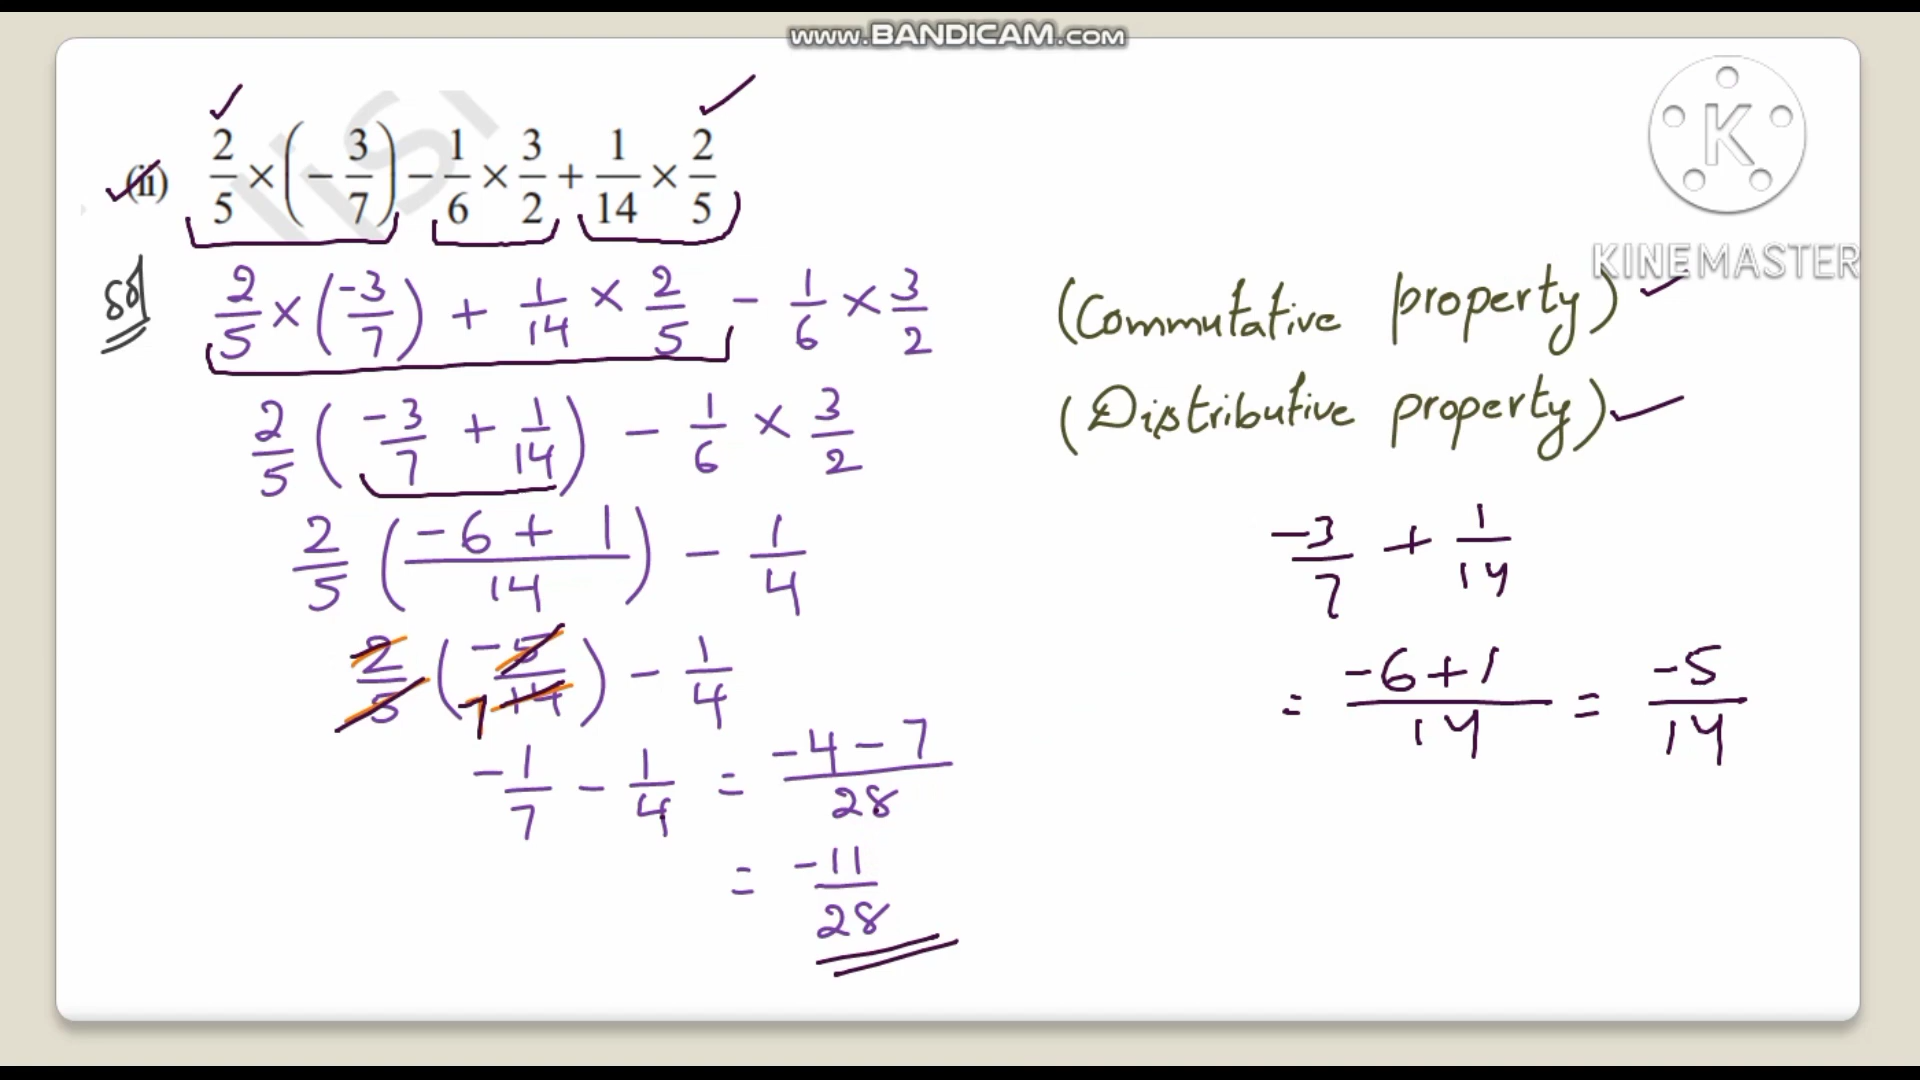 www.BANDICAM.com
K
KINEMASTER
(ii) 2/5 × (− 3/7) − 1/6 × 3/2 + 1/14 × 2/5
Sol
2/5 × (-3/7) + 1/14 × 2/5 − 1/6 × 3/2 (Commutative property)
2/5 (-3/7 + 1/14) − 1/6 × 3/2 (Distributive property)
2/5 ((-6 + 1)/14) − 1/4
2/5 (-5/14) − 1/4
7
-1/7 − 1/4 = (-4 − 7)/28
= -11/28
-3/7 + 1/14
= (-6+1)/14 = -5/14